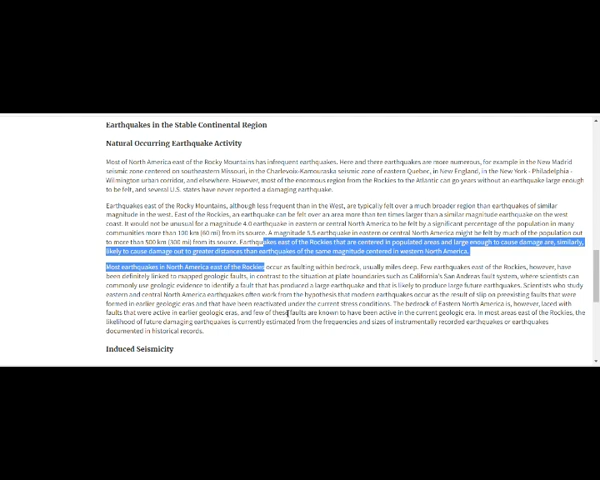 Earthquakes in the Stable Continental Region
Natural Occurring Earthquake Activity
Most of North America east of the Rocky Mountains has infrequent earthquakes. Here and there earthquakes are more numerous, for example in the New Madrid
seismic zone centered on southeastern Missouri, in the Charlevoix-Kamouraska seismic zone of eastern Quebec, in New England, in the New York - Philadelphia -
Wilmington urban corridor, and elsewhere. However, most of the enormous region from the Rockies to the Atlantic can go years without an earthquake large enough
to be felt, and several U.S. states have never reported a damaging earthquake.
Earthquakes east of the Rocky Mountains, although less frequent than in the West, are typically felt over a much broader region than earthquakes of similar
magnitude in the west. East of the Rockies, an earthquake can be felt over an area more than ten times larger than a similar magnitude earthquake on the west
coast. It would not be unusual for a magnitude 4.0 earthquake in eastern or central North America to be felt by a significant percentage of the population in many
communities more than 100 km (60 mi) from its source. A magnitude 5.5 earthquake in eastern or central North America might be felt by much of the population out
to more than 500 km (300 mi) from its source. Earthquakes east of the Rockies that are centered in populated areas and large enough to cause damage are, similarly,
likely to cause damage out to greater distances than earthquakes of the same magnitude centered in western North America.
Most earthquakes in North America east of the Rockies occur as faulting within bedrock, usually miles deep. Few earthquakes east of the Rockies, however, have
been definitely linked to mapped geologic faults, in contrast to the situation at plate boundaries such as California's San Andreas fault system, where scientists can
commonly use geologic evidence to identify a fault that has produced a large earthquake and that is likely to produce large future earthquakes. Scientists who study
eastern and central North America earthquakes often work from the hypothesis that modern earthquakes occur as the result of slip on preexisting faults that were
formed in earlier geologic eras and that have been reactivated under the current stress conditions. The bedrock of Eastern North America is, however, laced with
faults that were active in earlier geologic eras, and few of these faults are known to have been active in the current geologic era. In most areas east of the Rockies, the
likelihood of future damaging earthquakes is currently estimated from the frequencies and sizes of instrumentally recorded earthquakes or earthquakes
documented in historical records.
Induced Seismicity